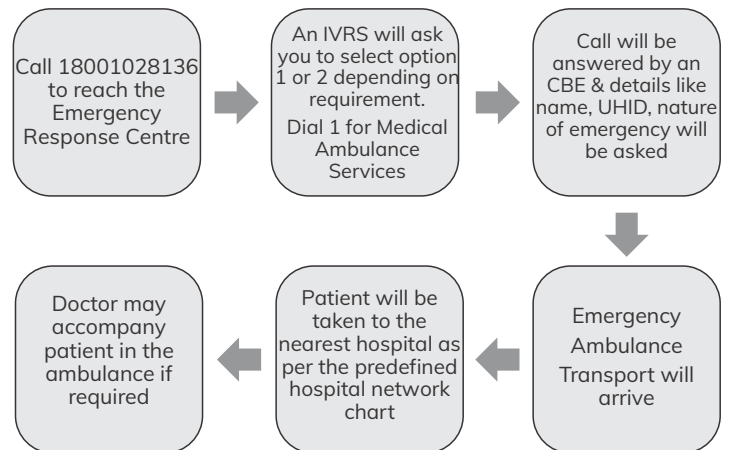 Call 18001028136
to reach the
Emergency
Response Centre
An IVRS will ask
you to select option
1 or 2 depending on
requirement.
Dial 1 for Medical
Ambulance
Services
Call will be
answered by an
CBE & details like
name, UHID, nature
of emergency will
be asked
Emergency
Ambulance
Transport will
arrive
Patient will be
taken to the
nearest hospital as
per the predefined
hospital network
chart
Doctor may
accompany
patient in the
ambulance if
required